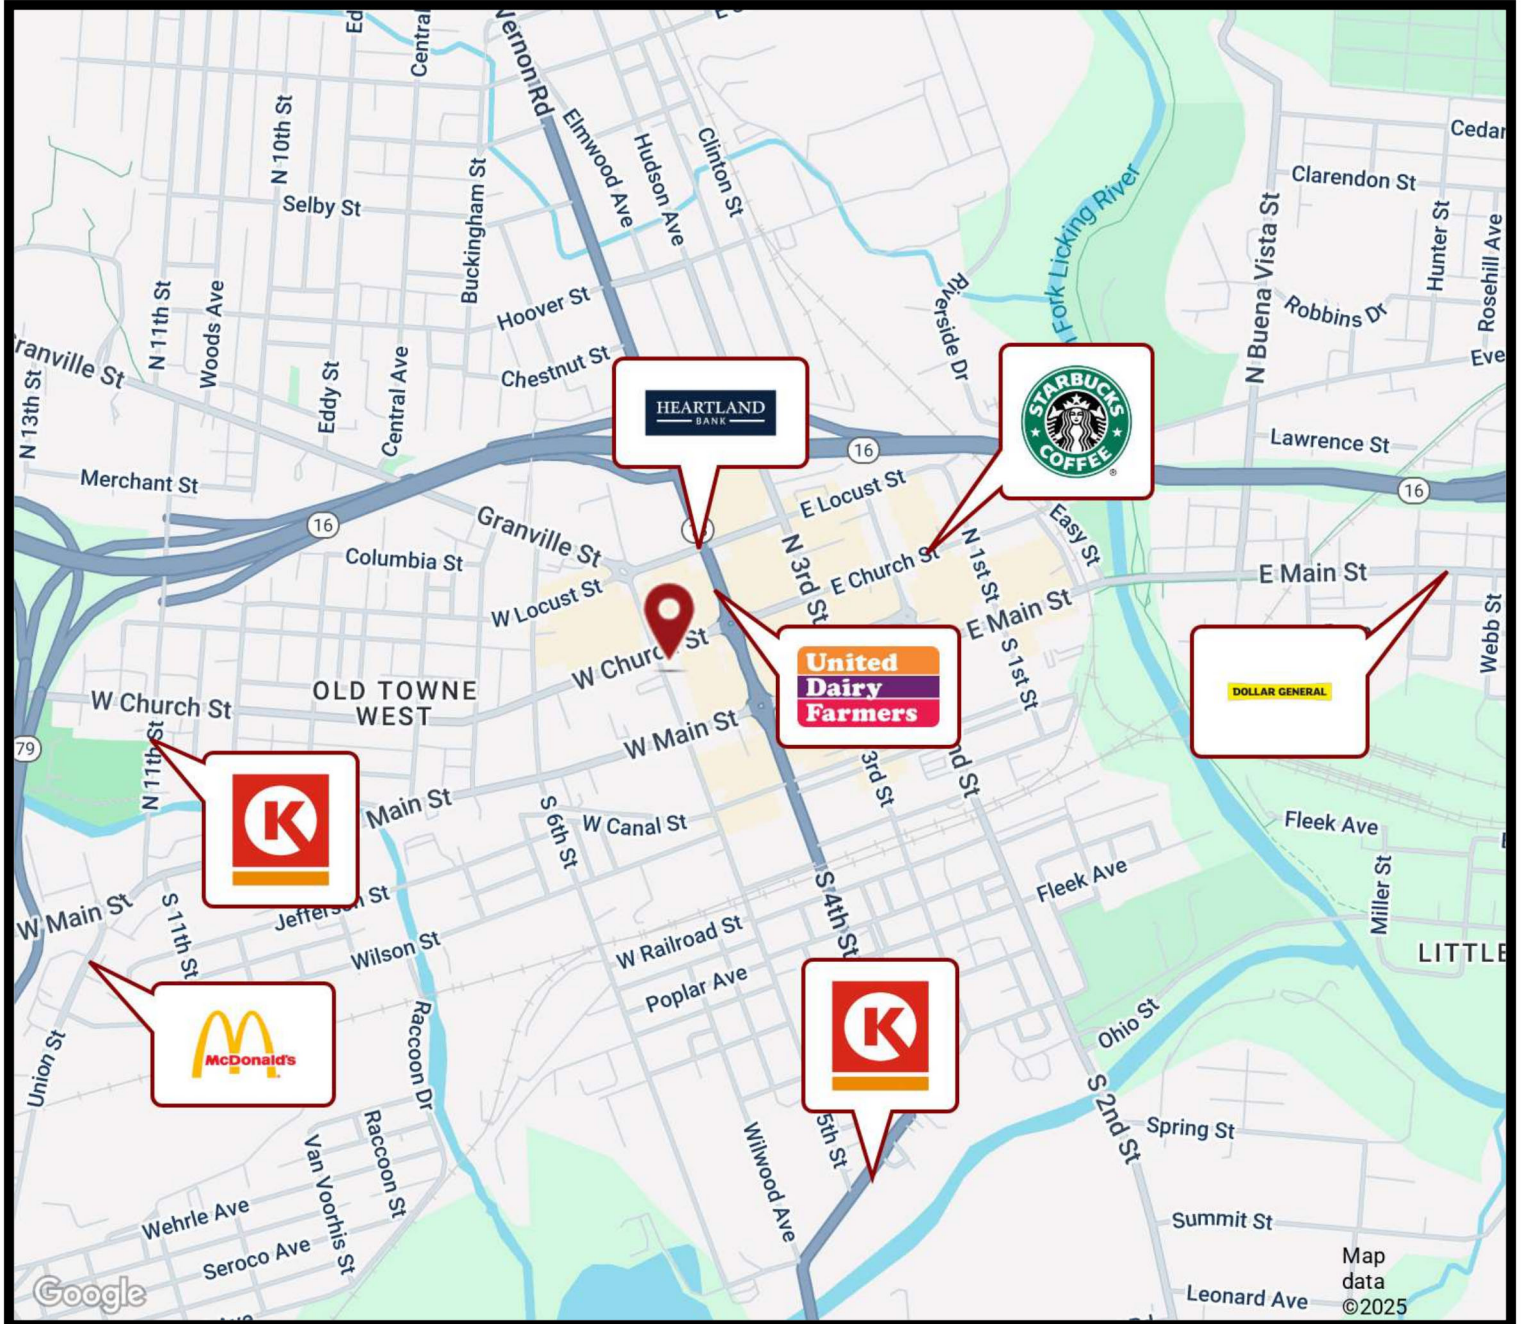 Vernon Rd
Central
N 10th St
Elmwood Ave
Hudson Ave
Clinton St
Cedar
Selby St
Buckingham St
Clarendon St
Fork Licking River
N Buena Vista St
Hunter St
Rosehill Ave
N 11th St
Woods Ave
Hoover St
Riverside Dr
Robbins Dr
ranville St
Chestnut St
Eddy St
Central Ave
N 13th St
HEARTLAND
BANK
STARBUCKS
COFFEE
®
Lawrence St
16
16
Merchant St
E Locust St
16
Granville St
Easy St
Columbia St
N 3rd St
E Church St
N 1st St
E Main St
W Locust St
E Main St
Webb St
W Church St
S 1st St
United
Dairy
Farmers
DOLLAR GENERAL
OLD TOWNE
WEST
W Church St
W Main St
79
N 11th St
K
Main St
3rd St
nd St
S 6th St
W Canal St
Fleek Ave
Fleek Ave
Miller St
S 4th St
Jefferson St
W Main St
S 11th St
Wilson St
W Railroad St
LITTLE
Poplar Ave
McDonald's
Raccoon Dr
K
Ohio St
Union St
S 2nd St
Raccoon St
Van Voorhis St
5th St
Wilwood Ave
Spring St
Wehrle Ave
Summit St
Seroco Ave
Leonard Ave
Google
Map
data
©2025